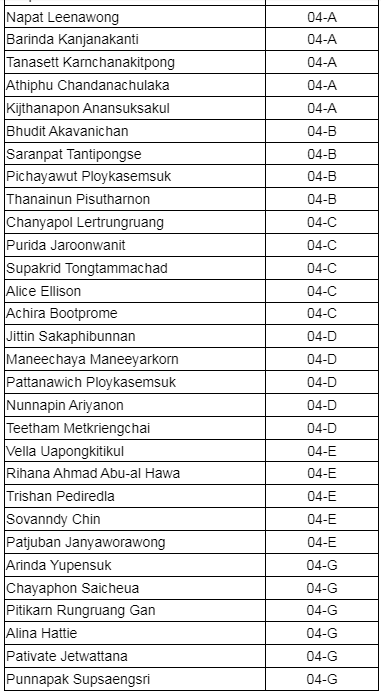 Napat Leenawong 04-A
Barinda Kanjanakanti 04-A
Tanasett Karnchanakitpong 04-A
Athiphu Chandanachulaka 04-A
Kijthanapon Anansuksakul 04-A
Bhudit Akavanichan 04-B
Saranpat Tantipongse 04-B
Pichayawut Ploykasemsuk 04-B
Thanainun Pisutharnon 04-B
Chanyapol Lertrungruang 04-C
Purida Jaroonwanit 04-C
Supakrid Tongtammachad 04-C
Alice Ellison 04-C
Achira Bootprome 04-C
Jittin Sakaphibunnan 04-D
Maneechaya Maneeyarkorn 04-D
Pattanawich Ploykasemsuk 04-D
Nunnapin Ariyanon 04-D
Teetham Metkriengchai 04-D
Vella Uapongkitikul 04-E
Rihana Ahmad Abu-al Hawa 04-E
Trishan Pediredla 04-E
Sovanndy Chin 04-E
Patjuban Janyaworawong 04-E
Arinda Yupensuk 04-G
Chayaphon Saicheua 04-G
Pitikarn Rungruang Gan 04-G
Alina Hattie 04-G
Pativate Jetwattana 04-G
Punnapak Supsaengsri 04-G